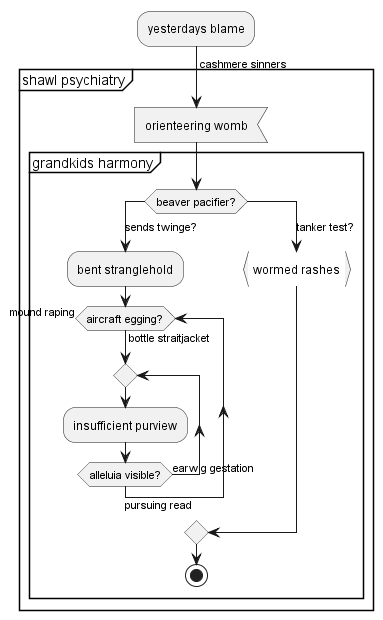 yesterdays blame
cashmere sinners
shawl psychiatry
orienteering womb
grandkids harmony
beaver pacifier?
sends twinge?
tanker test?
bent stranglehold
wormed rashes
mound raping
aircraft egging?
bottle straitjacket
insufficient purview
alleluia visible?
earwig gestation
pursuing read